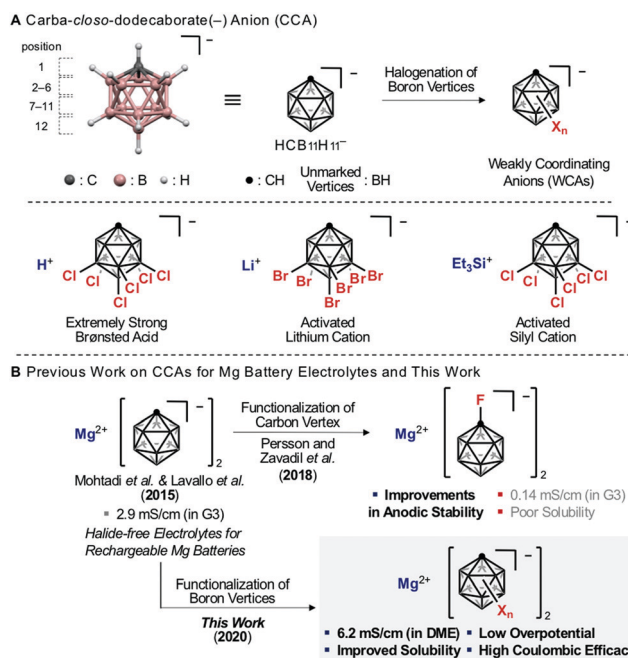 A Carba-closo-dodecaborate(–) Anion (CCA)
position
1
2–6
7–11
12
−
≡
−
HCB11H11−
Halogenation of
Boron Vertices
−
Xn
Weakly Coordinating
Anions (WCAs)
: C : B : H
: CH Unmarked Vertices : BH
H+
−
Cl Cl Cl Cl Cl Cl
Extremely Strong
Brønsted Acid
Li+
−
Br Br Br Br Br Br
Activated
Lithium Cation
Et3Si+
−
Cl Cl Cl Cl Cl Cl
Activated
Silyl Cation
B Previous Work on CCAs for Mg Battery Electrolytes and This Work
Mg2+
−
2
Mohtadi et al. & Lavallo et al.
(2015)
2.9 mS/cm (in G3)
Halide-free Electrolytes for
Rechargeable Mg Batteries
Functionalization of
Carbon Vertex
Persson and
Zavadil et al.
(2018)
Mg2+
F
−
2
Improvements
in Anodic Stability
0.14 mS/cm (in G3)
Poor Solubility
Functionalization of
Boron Vertices
This Work
(2020)
Mg2+
−
Xn
2
6.2 mS/cm (in DME)
Low Overpotential
Improved Solubility
High Coulombic Efficac